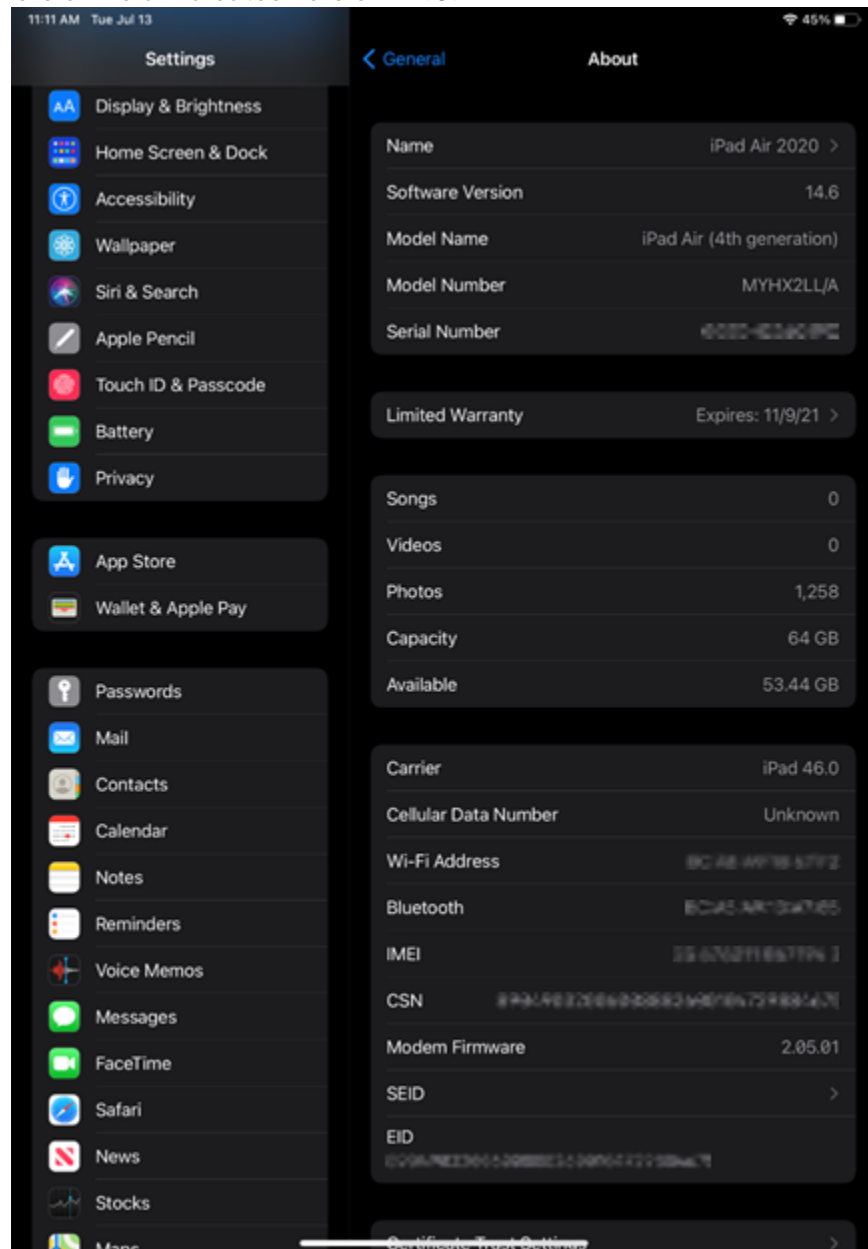 11:11 AM Tue Jul 13
45%
Settings
Display & Brightness
Home Screen & Dock
Accessibility
Wallpaper
Siri & Search
Apple Pencil
Touch ID & Passcode
Battery
Privacy
App Store
Wallet & Apple Pay
Passwords
Mail
Contacts
Calendar
Notes
Reminders
Voice Memos
Messages
FaceTime
Safari
News
Stocks
Maps
General
About
Name iPad Air 2020
Software Version 14.6
Model Name iPad Air (4th generation)
Model Number MYHX2LL/A
Serial Number
Limited Warranty Expires: 11/9/21
Songs 0
Videos 0
Photos 1,258
Capacity 64 GB
Available 53.44 GB
Carrier iPad 46.0
Cellular Data Number Unknown
Wi-Fi Address
Bluetooth
IMEI
CSN
Modem Firmware 2.05.01
SEID
EID
Certificate Trust Settings